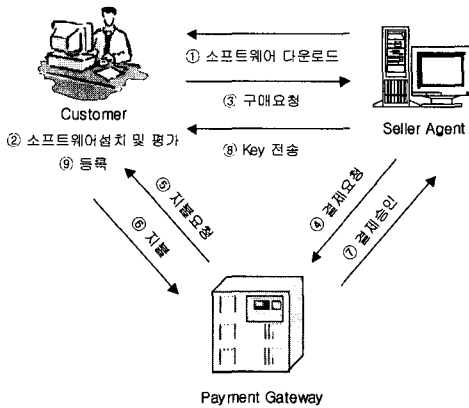 ① 소프트웨어 다운로드
③ 구매요청
Customer
Seller Agent
② 소프트웨어설치 및 평가
⑧ Key 전송
⑨ 등록
⑤ 지불요청
④ 결제요청
⑥ 지불
⑦ 결제승인
Payment Gateway